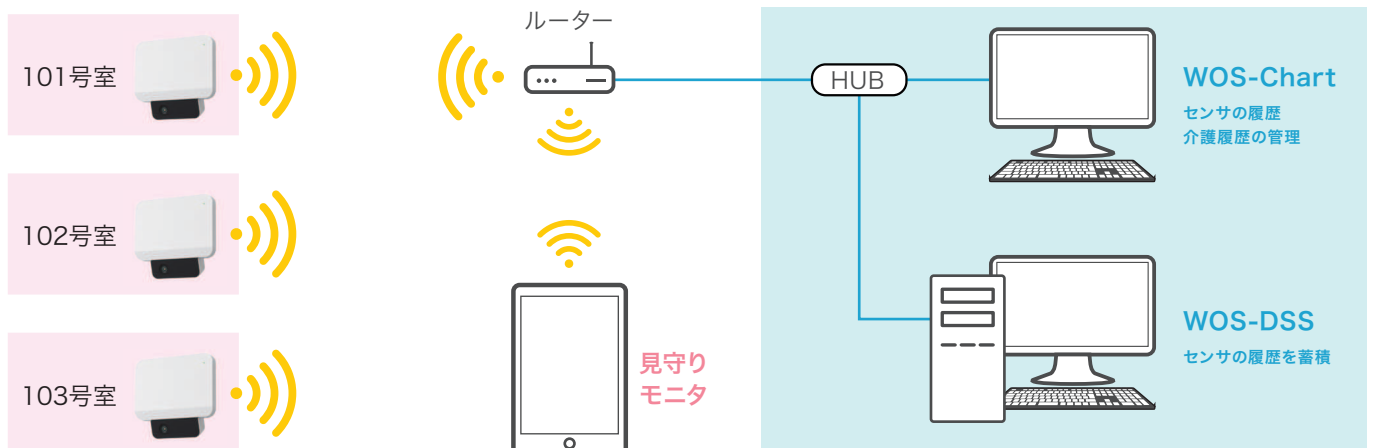 ルーター
101号室
HUB
WOS-Chart
センサの履歴
介護履歴の管理
102号室
WOS-DSS
センサの履歴を蓄積
見守り
モニタ
103号室